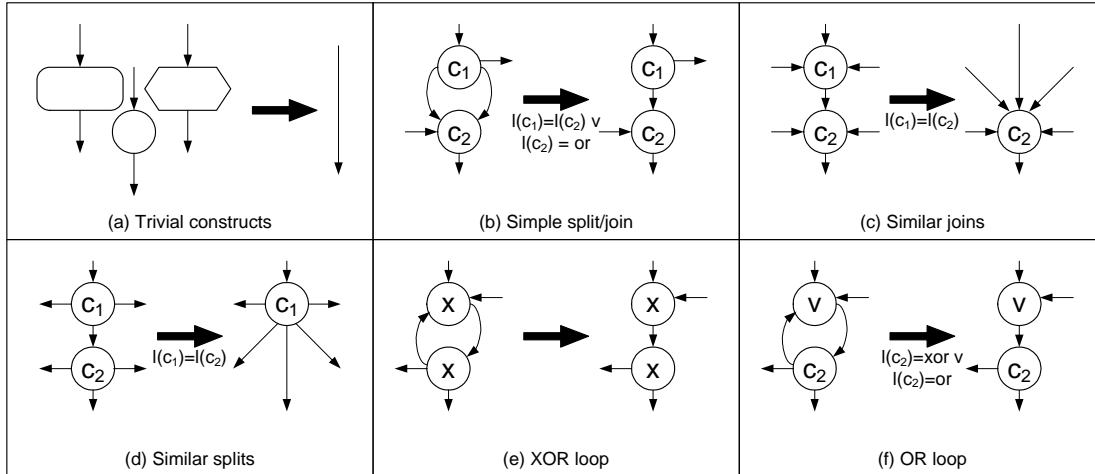 c1
c2
l(c1)=l(c2) v
l(c2) = or
c1
c2
c1
c2
l(c1)=l(c2)
c2
(a) Trivial constructs
(b) Simple split/join
(c) Similar joins
c1
c2
l(c1)=l(c2)
c1
x
x
x
x
v
c2
l(c2)=xor v
l(c2)=or
v
c2
(d) Similar splits
(e) XOR loop
(f) OR loop